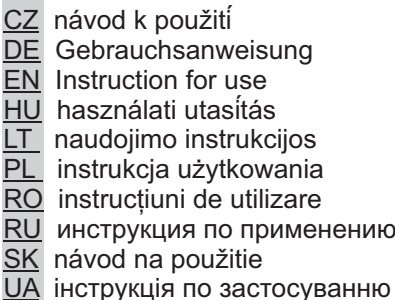 CZ návod k použití
DE Gebrauchsanweisung
EN Instruction for use
HU használati utasítás
LT naudojimo instrukcijos
PL instrukcja użytkowania
RO instrucțiuni de utilizare
RU инструкция по применению
SK návod na použitie
UA інструкція по застосуванню